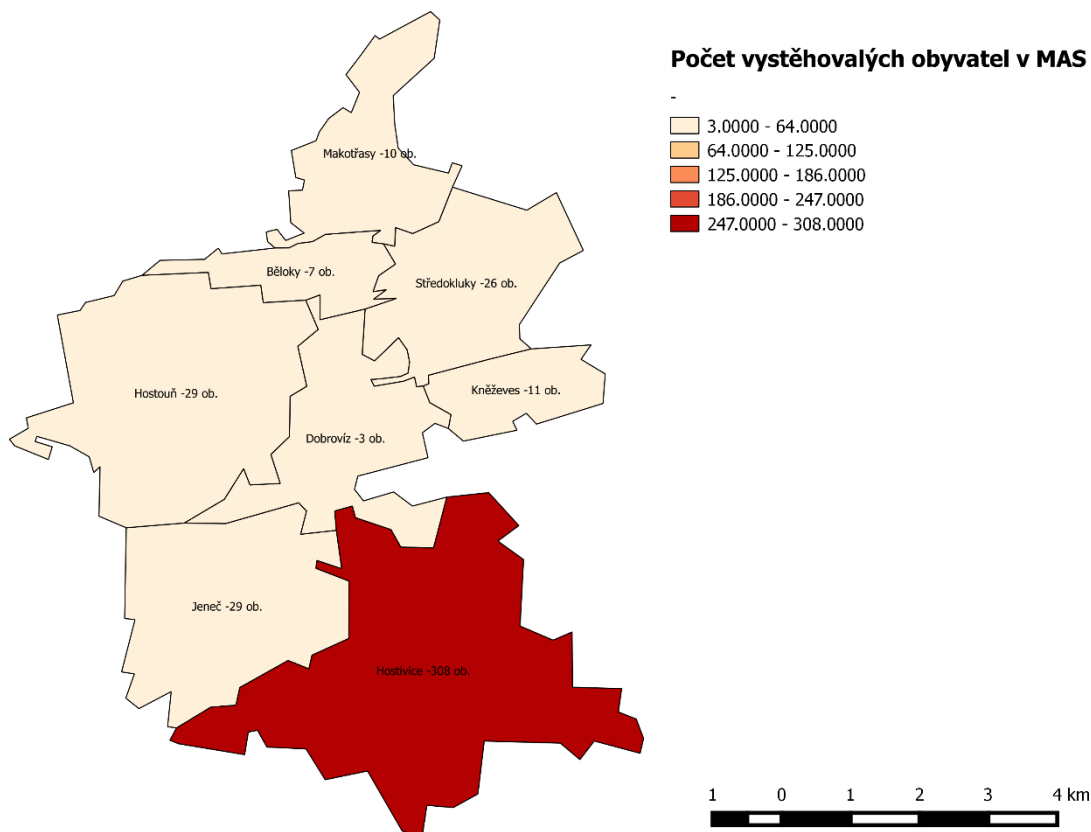 Počet vystěhovalých obyvatel v MAS
-
3.0000 - 64.0000
64.0000 - 125.0000
125.0000 - 186.0000
186.0000 - 247.0000
247.0000 - 308.0000
Makotřasy -10 ob.
Běloky -7 ob.
Středokluky -26 ob.
Hostouň -29 ob.
Kněževes -11 ob.
Dobrovíz -3 ob.
Jeneč -29 ob.
Hostivice -308 ob.
1 0 1 2 3 4 km